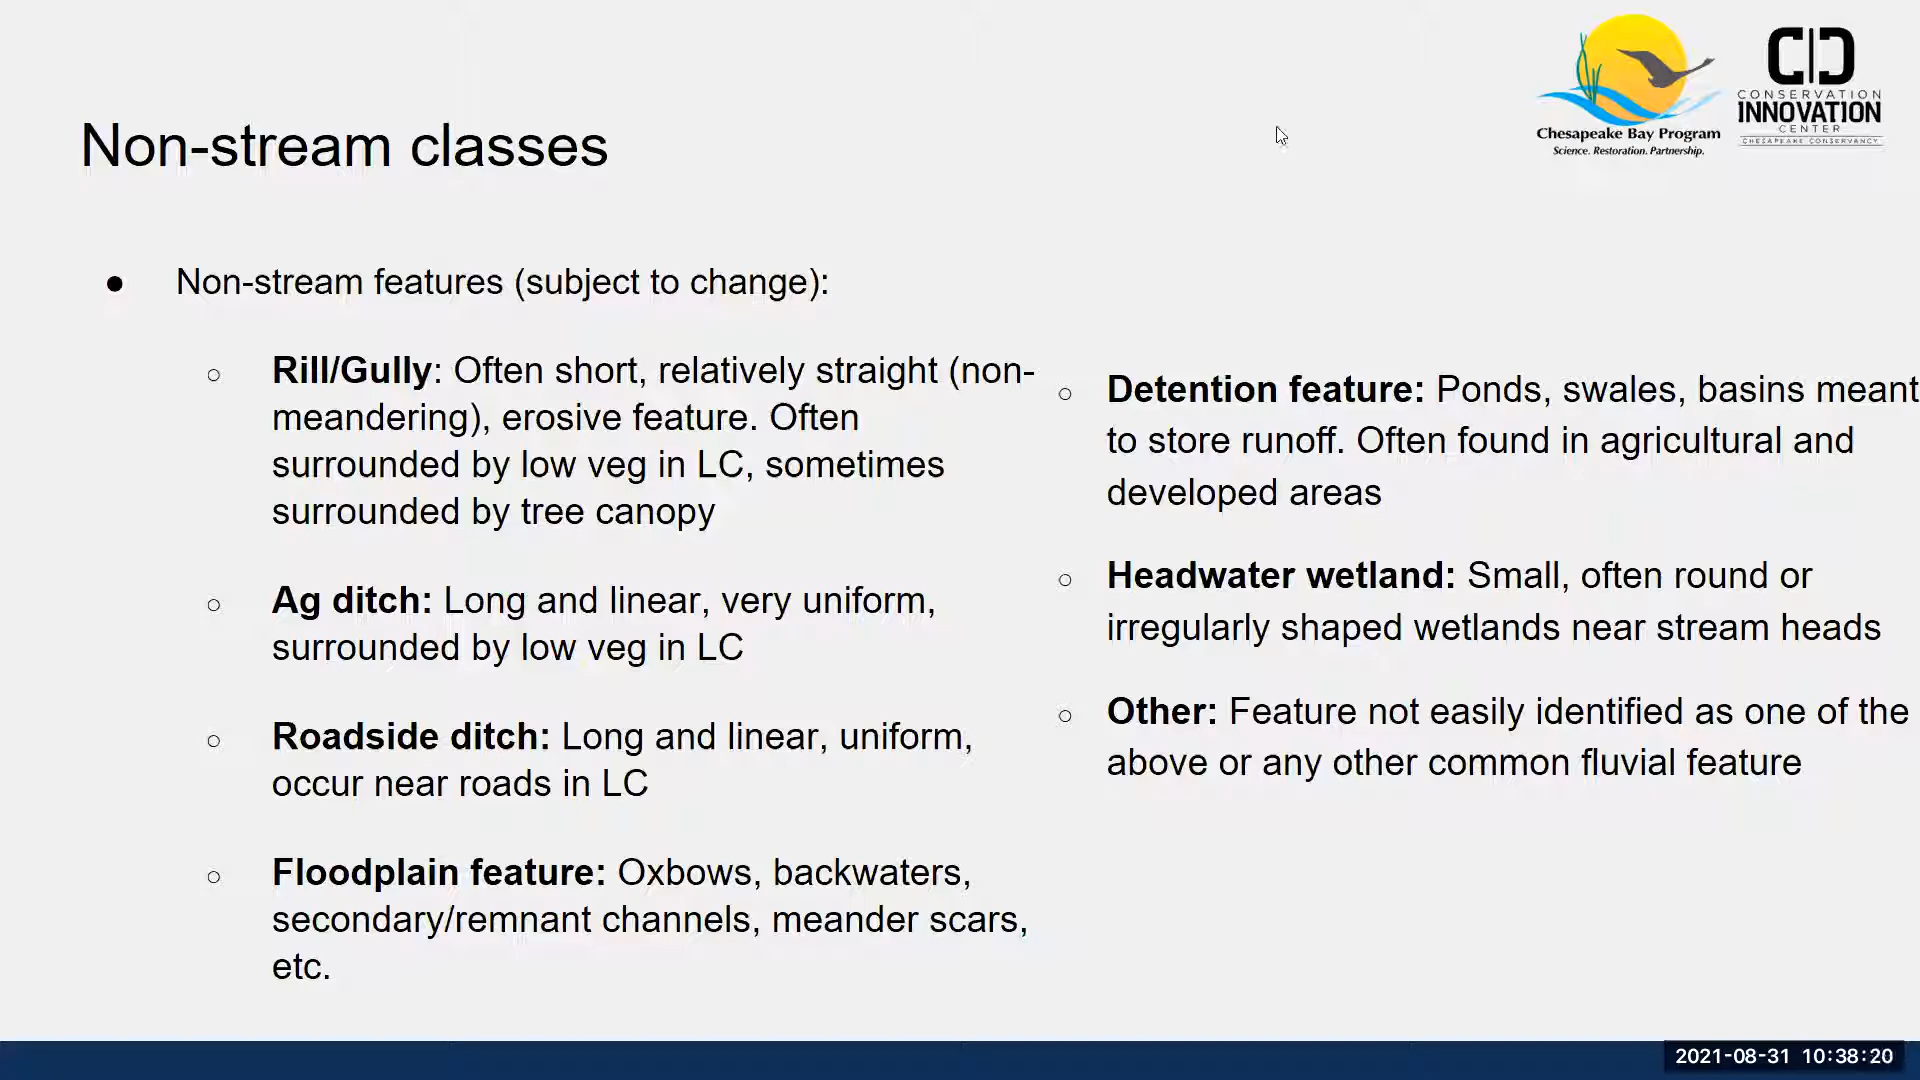 Chesapeake Bay Program
Science. Restoration. Partnership.
CONSERVATION
INNOVATION
CENTER
CHESAPEAKE CONSERVANCY
Non-stream classes
● Non-stream features (subject to change):
○ Rill/Gully: Often short, relatively straight (non-
meandering), erosive feature. Often
surrounded by low veg in LC, sometimes
surrounded by tree canopy
○ Ag ditch: Long and linear, very uniform,
surrounded by low veg in LC
○ Roadside ditch: Long and linear, uniform,
occur near roads in LC
○ Floodplain feature: Oxbows, backwaters,
secondary/remnant channels, meander scars,
etc.
○ Detention feature: Ponds, swales, basins meant
to store runoff. Often found in agricultural and
developed areas
○ Headwater wetland: Small, often round or
irregularly shaped wetlands near stream heads
○ Other: Feature not easily identified as one of the
above or any other common fluvial feature
2021-08-31 10:38:20